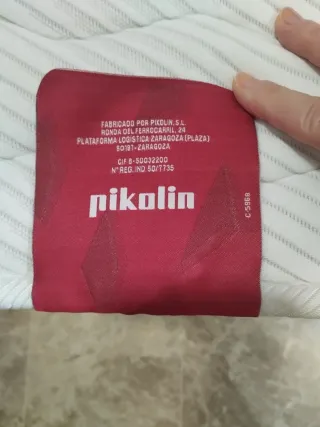 FABRICADO POR PIKOLIN, S.L.
RONDA DEL FERROCARRIL, 24
PLATAFORMA LOGISTICA ZARAGOZA (PLAZA)
50197-ZARAGOZA
CIF B-50032200
Nº REG. IND. 50/7735
pikolin
C-5968